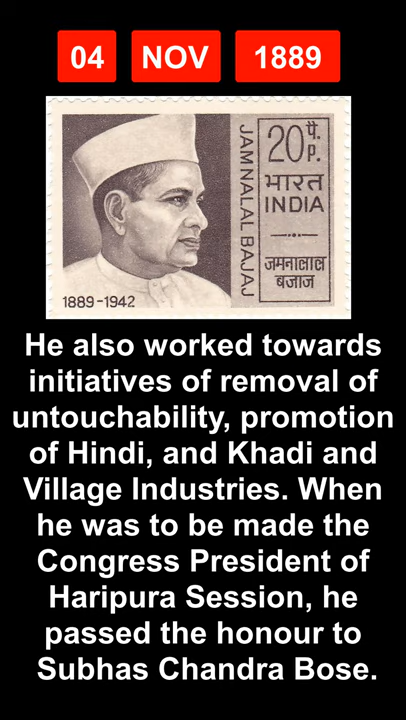 04 NOV 1889
JAMNALAL BAJAJ
20 पै.
P.
भारत
INDIA
जमनालाल
बजाज
1889-1942
He also worked towards
initiatives of removal of
untouchability, promotion
of Hindi, and Khadi and
Village Industries. When
he was to be made the
Congress President of
Haripura Session, he
passed the honour to
Subhas Chandra Bose.